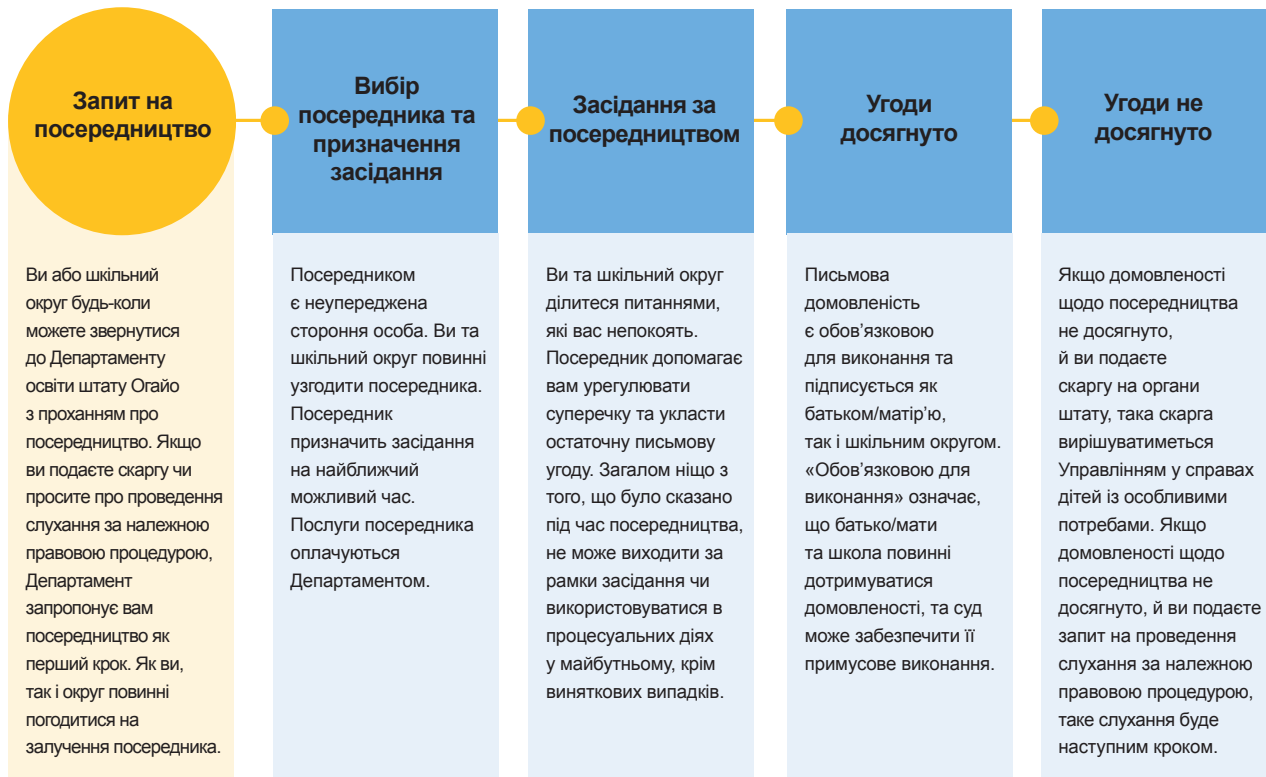 Запит на
посередництво
Ви або шкільний
округ будь-коли
можете звернутися
до Департаменту
освіти штату Огайо
з проханням про
посередництво. Якщо
ви подаєте скаргу чи
просите про проведення
слухання за належною
правовою процедурою,
Департамент
запропонує вам
посередництво як
перший крок. Як ви,
так і округ повинні
погодитися на
залучення посередника.
Вибір
посередника та
призначення
засідання
Посередником
є неупереджена
стороння особа. Ви та
шкільний округ повинні
узгодити посередника.
Посередник
призначить засідання
на найближчий
можливий час.
Послуги посередника
оплачуються
Департаментом.
Засідання за
посередництвом
Ви та шкільний округ
ділитеся питаннями,
які вас непокоять.
Посередник допомагає
вам урегулювати
суперечку та укласти
остаточну письмову
угоду. Загалом ніщо з
того, що було сказано
під час посередництва,
не може виходити за
рамки засідання чи
використовуватися в
процесуальних діях
у майбутньому, крім
виняткових випадків.
Угоди
досягнуто
Письмова
домовленість
є обов’язковою
для виконання та
підписується як
батьком/матір’ю,
так і шкільним округом.
«Обов’язковою для
виконання» означає,
що батько/мати
та школа повинні
дотримуватися
домовленості, та суд
може забезпечити її
примусове виконання.
Угоди не
досягнуто
Якщо домовленості
щодо посередництва
не досягнуто,
й ви подаєте
скаргу на органи
штату, така скарга
вирішуватиметься
Управлінням у справах
дітей із особливими
потребами. Якщо
домовленості щодо
посередництва не
досягнуто, й ви подаєте
запит на проведення
слухання за належною
правовою процедурою,
таке слухання буде
наступним кроком.